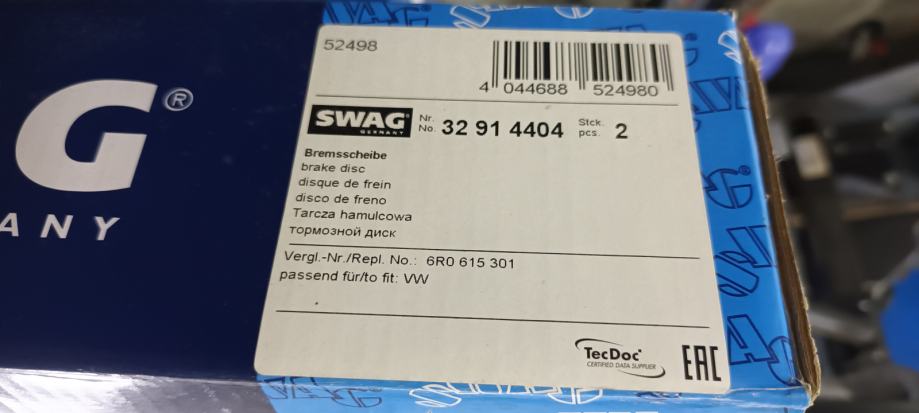 G®
ANY
52498
4 044688 524980
SWAG
GERMANY
Nr.
No. 32 91 4404
Stck.
pcs. 2
Bremsscheibe
brake disc
disque de frein
disco de freno
Tarcza hamulcowa
тормозной диск
Vergl.-Nr./Repl. No.: 6R0 615 301
passend für/to fit: VW
TecDoc®
CERTIFIED DATA SUPPLIER
EAC